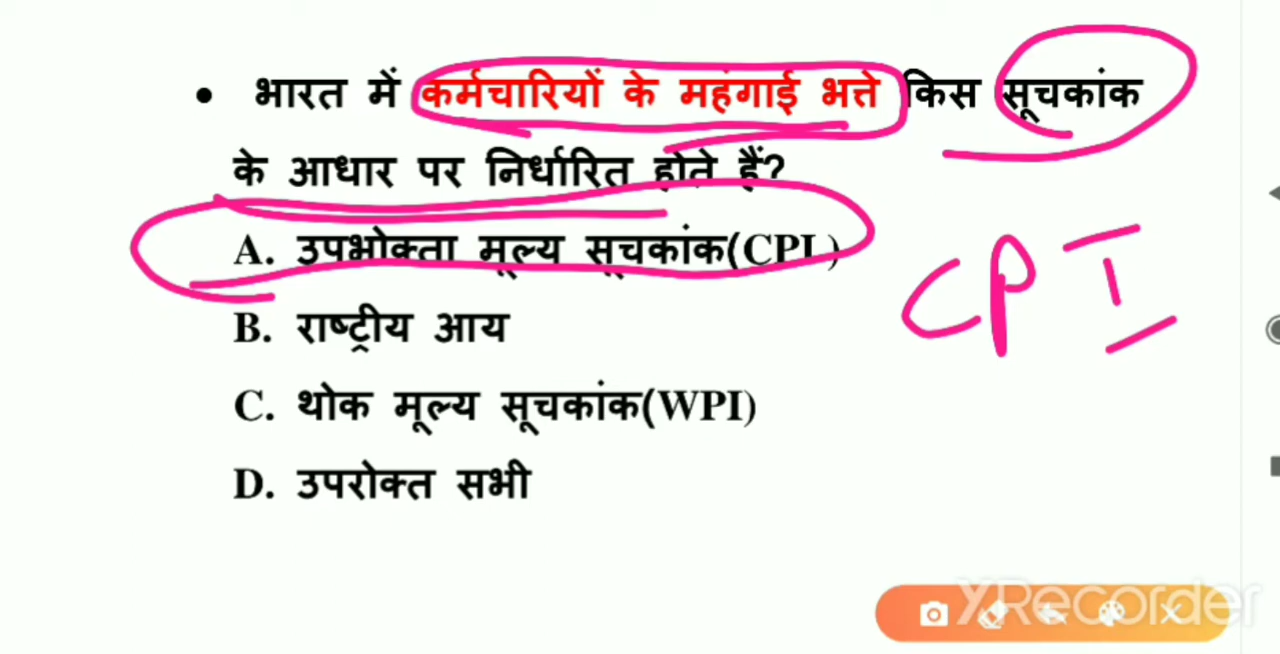 • भारत में कर्मचारियों के महंगाई भत्ते किस सूचकांक
के आधार पर निर्धारित होते हैं?
A. उपभोक्ता मूल्य सूचकांक(CPI)
CPI
B. राष्ट्रीय आय
C. थोक मूल्य सूचकांक(WPI)
D. उपरोक्त सभी
XRecorder